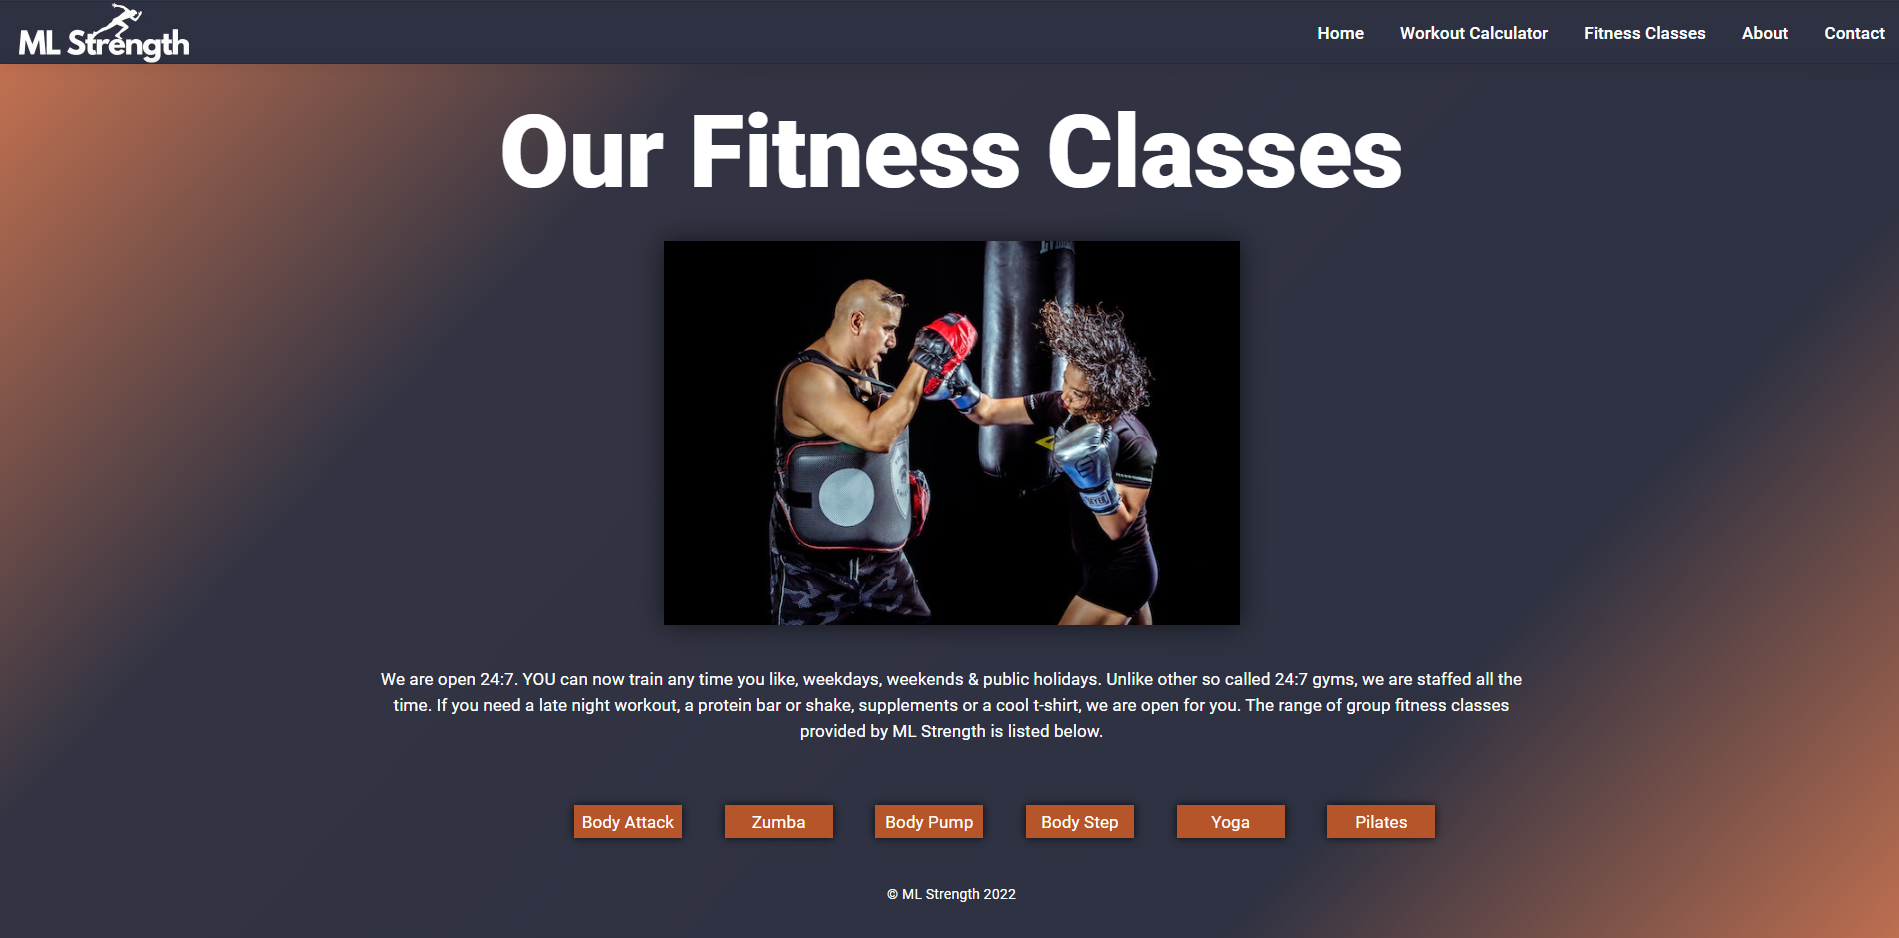 ML Strength
Home Workout Calculator Fitness Classes About Contact
Our Fitness Classes
We are open 24:7. YOU can now train any time you like, weekdays, weekends & public holidays. Unlike other so called 24:7 gyms, we are staffed all the
time. If you need a late night workout, a protein bar or shake, supplements or a cool t-shirt, we are open for you. The range of group fitness classes
provided by ML Strength is listed below.
Body Attack Zumba Body Pump Body Step Yoga Pilates
© ML Strength 2022